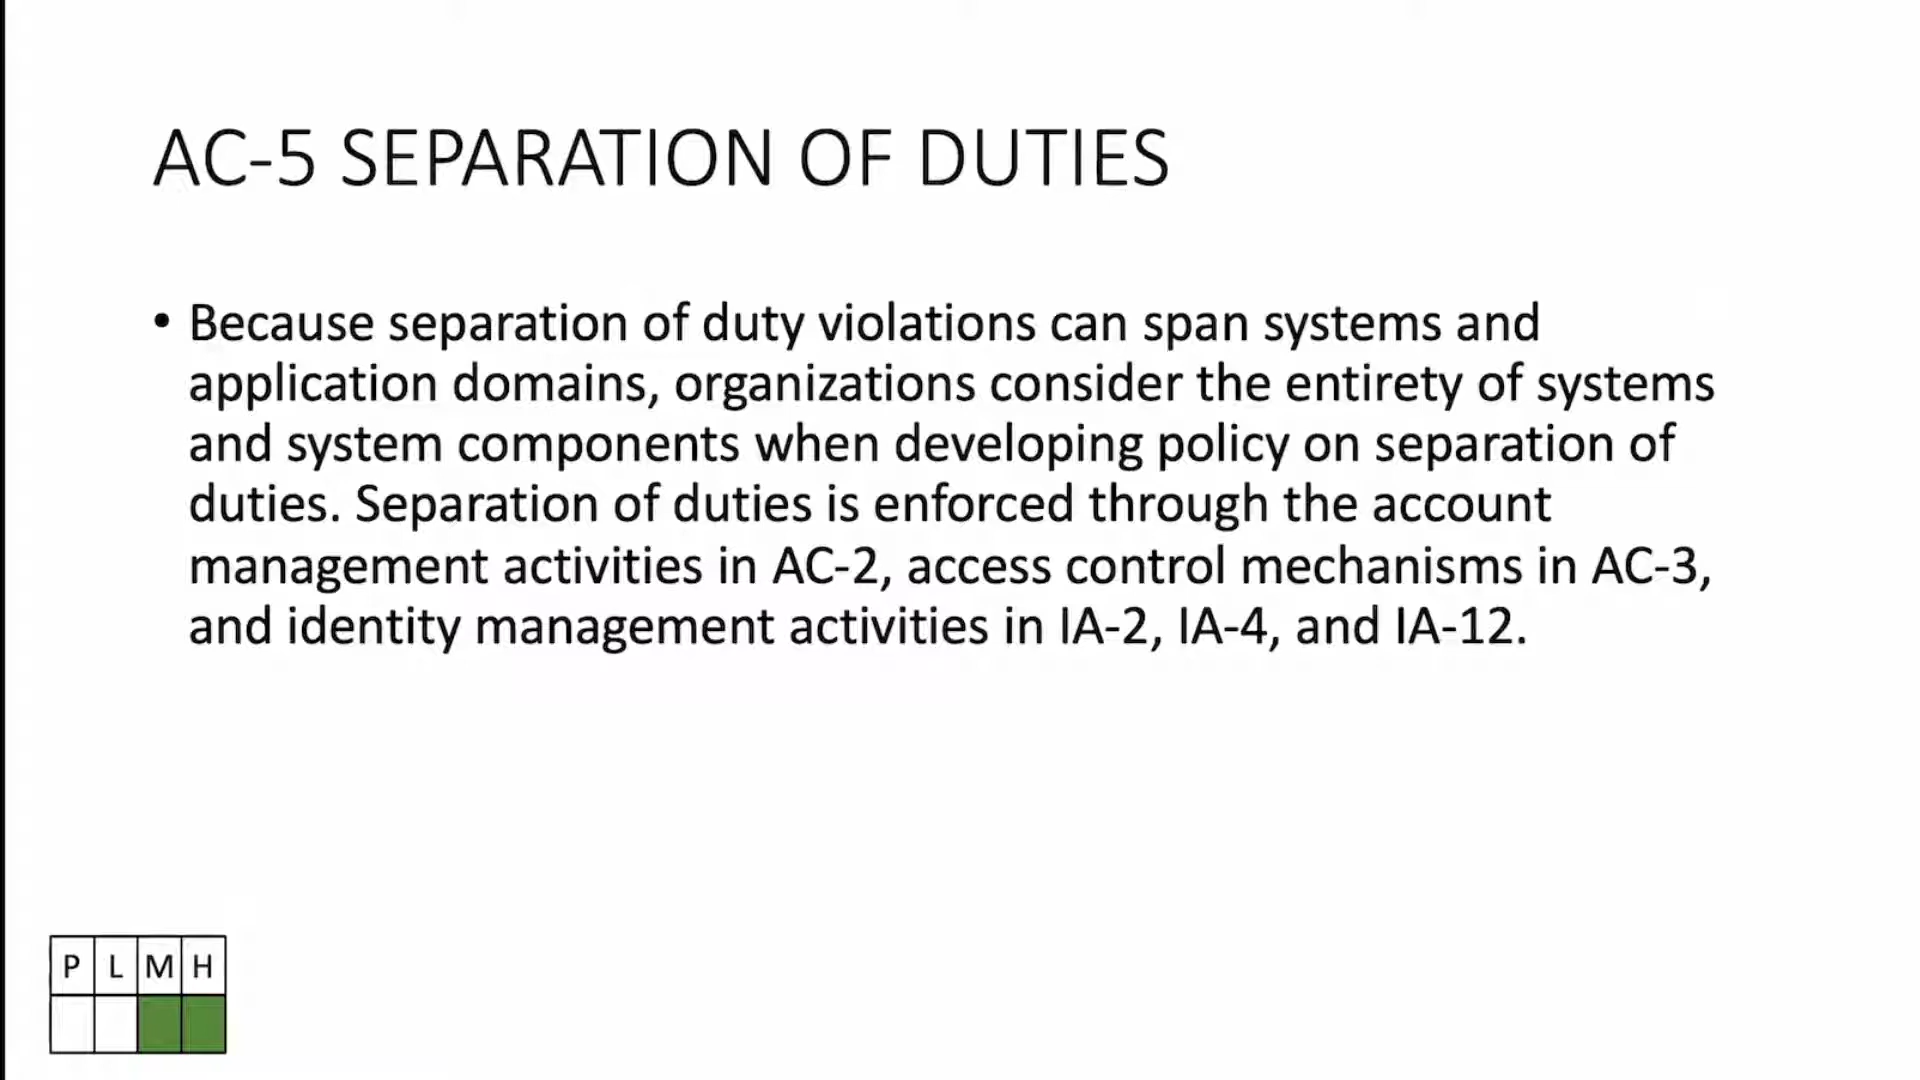 AC-5 SEPARATION OF DUTIES
• Because separation of duty violations can span systems and
application domains, organizations consider the entirety of systems
and system components when developing policy on separation of
duties. Separation of duties is enforced through the account
management activities in AC-2, access control mechanisms in AC-3,
and identity management activities in IA-2, IA-4, and IA-12.
P L M H